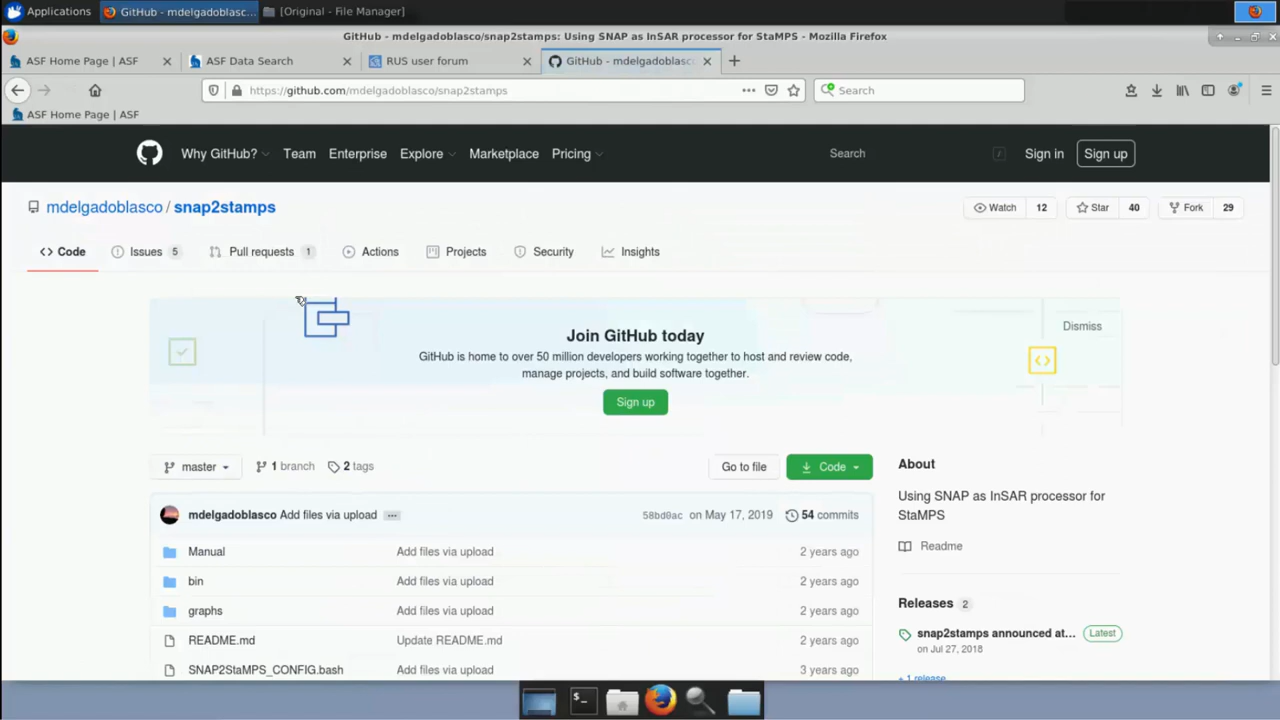 Applications
GitHub - mdelgadoblasc...
[Original - File Manager]
GitHub - mdelgadoblasco/snap2stamps: Using SNAP as InSAR processor for StaMPS - Mozilla Firefox
ASF Home Page | ASF
ASF Data Search
RUS user forum
GitHub - mdelgadoblasco
https://github.com/mdelgadoblasco/snap2stamps
Search
ASF Home Page | ASF
Why GitHub?
Team
Enterprise
Explore
Marketplace
Pricing
Search
/
Sign in
Sign up
mdelgadoblasco / snap2stamps
Watch 12
Star 40
Fork 29
Code
Issues 5
Pull requests 1
Actions
Projects
Security
Insights
Join GitHub today
Dismiss
GitHub is home to over 50 million developers working together to host and review code,
manage projects, and build software together.
Sign up
master
1 branch
2 tags
Go to file
Code
About
Using SNAP as InSAR processor for
StaMPS
Readme
mdelgadoblasco Add files via upload ...
58bd0ac on May 17, 2019
54 commits
Manual Add files via upload 2 years ago
bin Add files via upload 2 years ago
graphs Add files via upload 2 years ago
README.md Update README.md 2 years ago
SNAP2StaMPS_CONFIG.bash Add files via upload 3 years ago
Releases 2
snap2stamps announced at... Latest
on Jul 27, 2018
+ 1 release